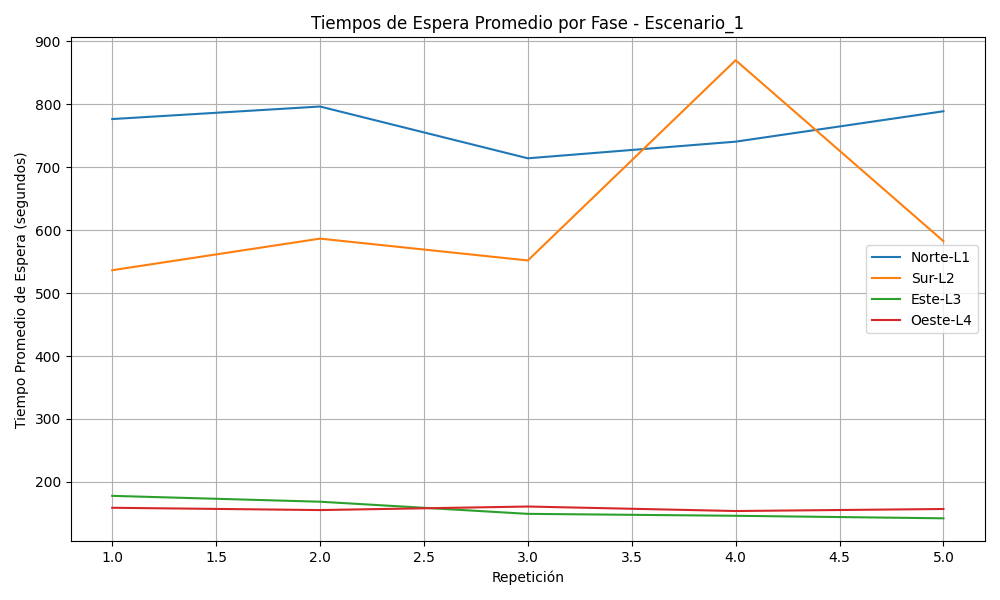 Tiempos de Espera Promedio por Fase - Escenario_1
Tiempo Promedio de Espera (segundos)
900
800
700
600
500
400
300
200
Norte-L1
Sur-L2
Este-L3
Oeste-L4
1.0 1.5 2.0 2.5 3.0 3.5 4.0 4.5 5.0
Repetición